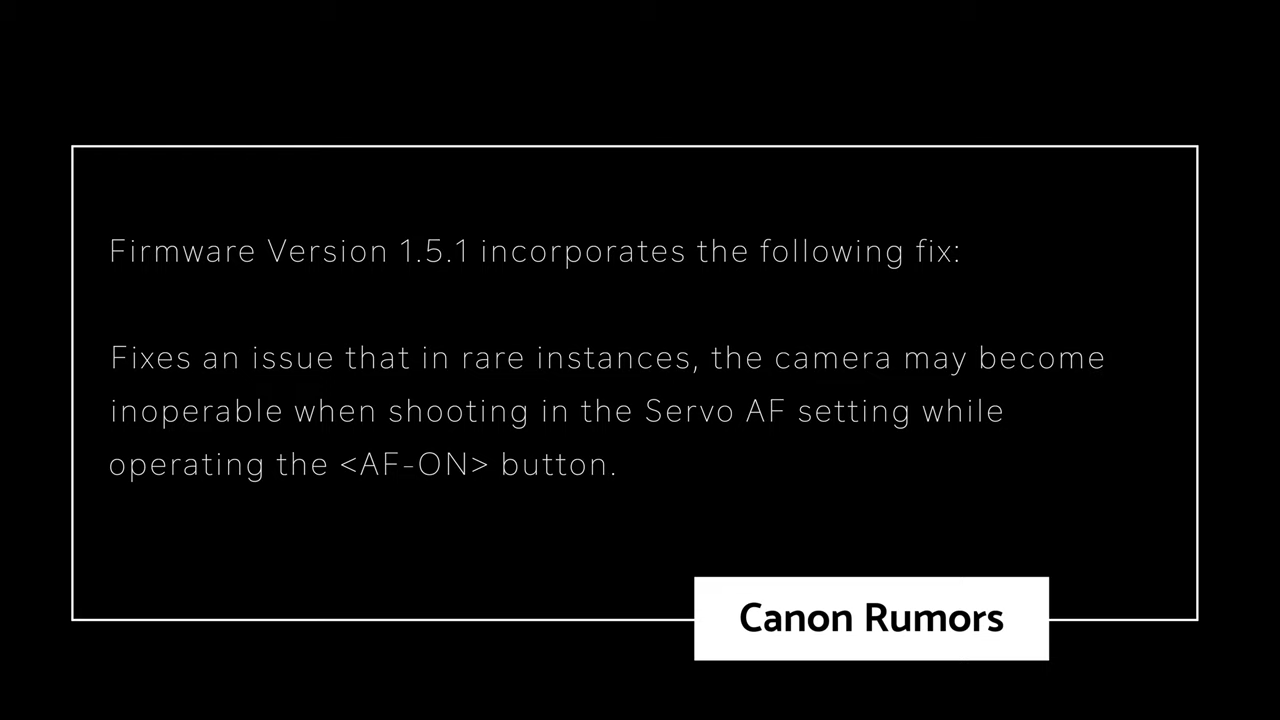 Firmware Version 1.5.1 incorporates the following fix:
Fixes an issue that in rare instances, the camera may become
inoperable when shooting in the Servo AF setting while
operating the <AF-ON> button.
Canon Rumors